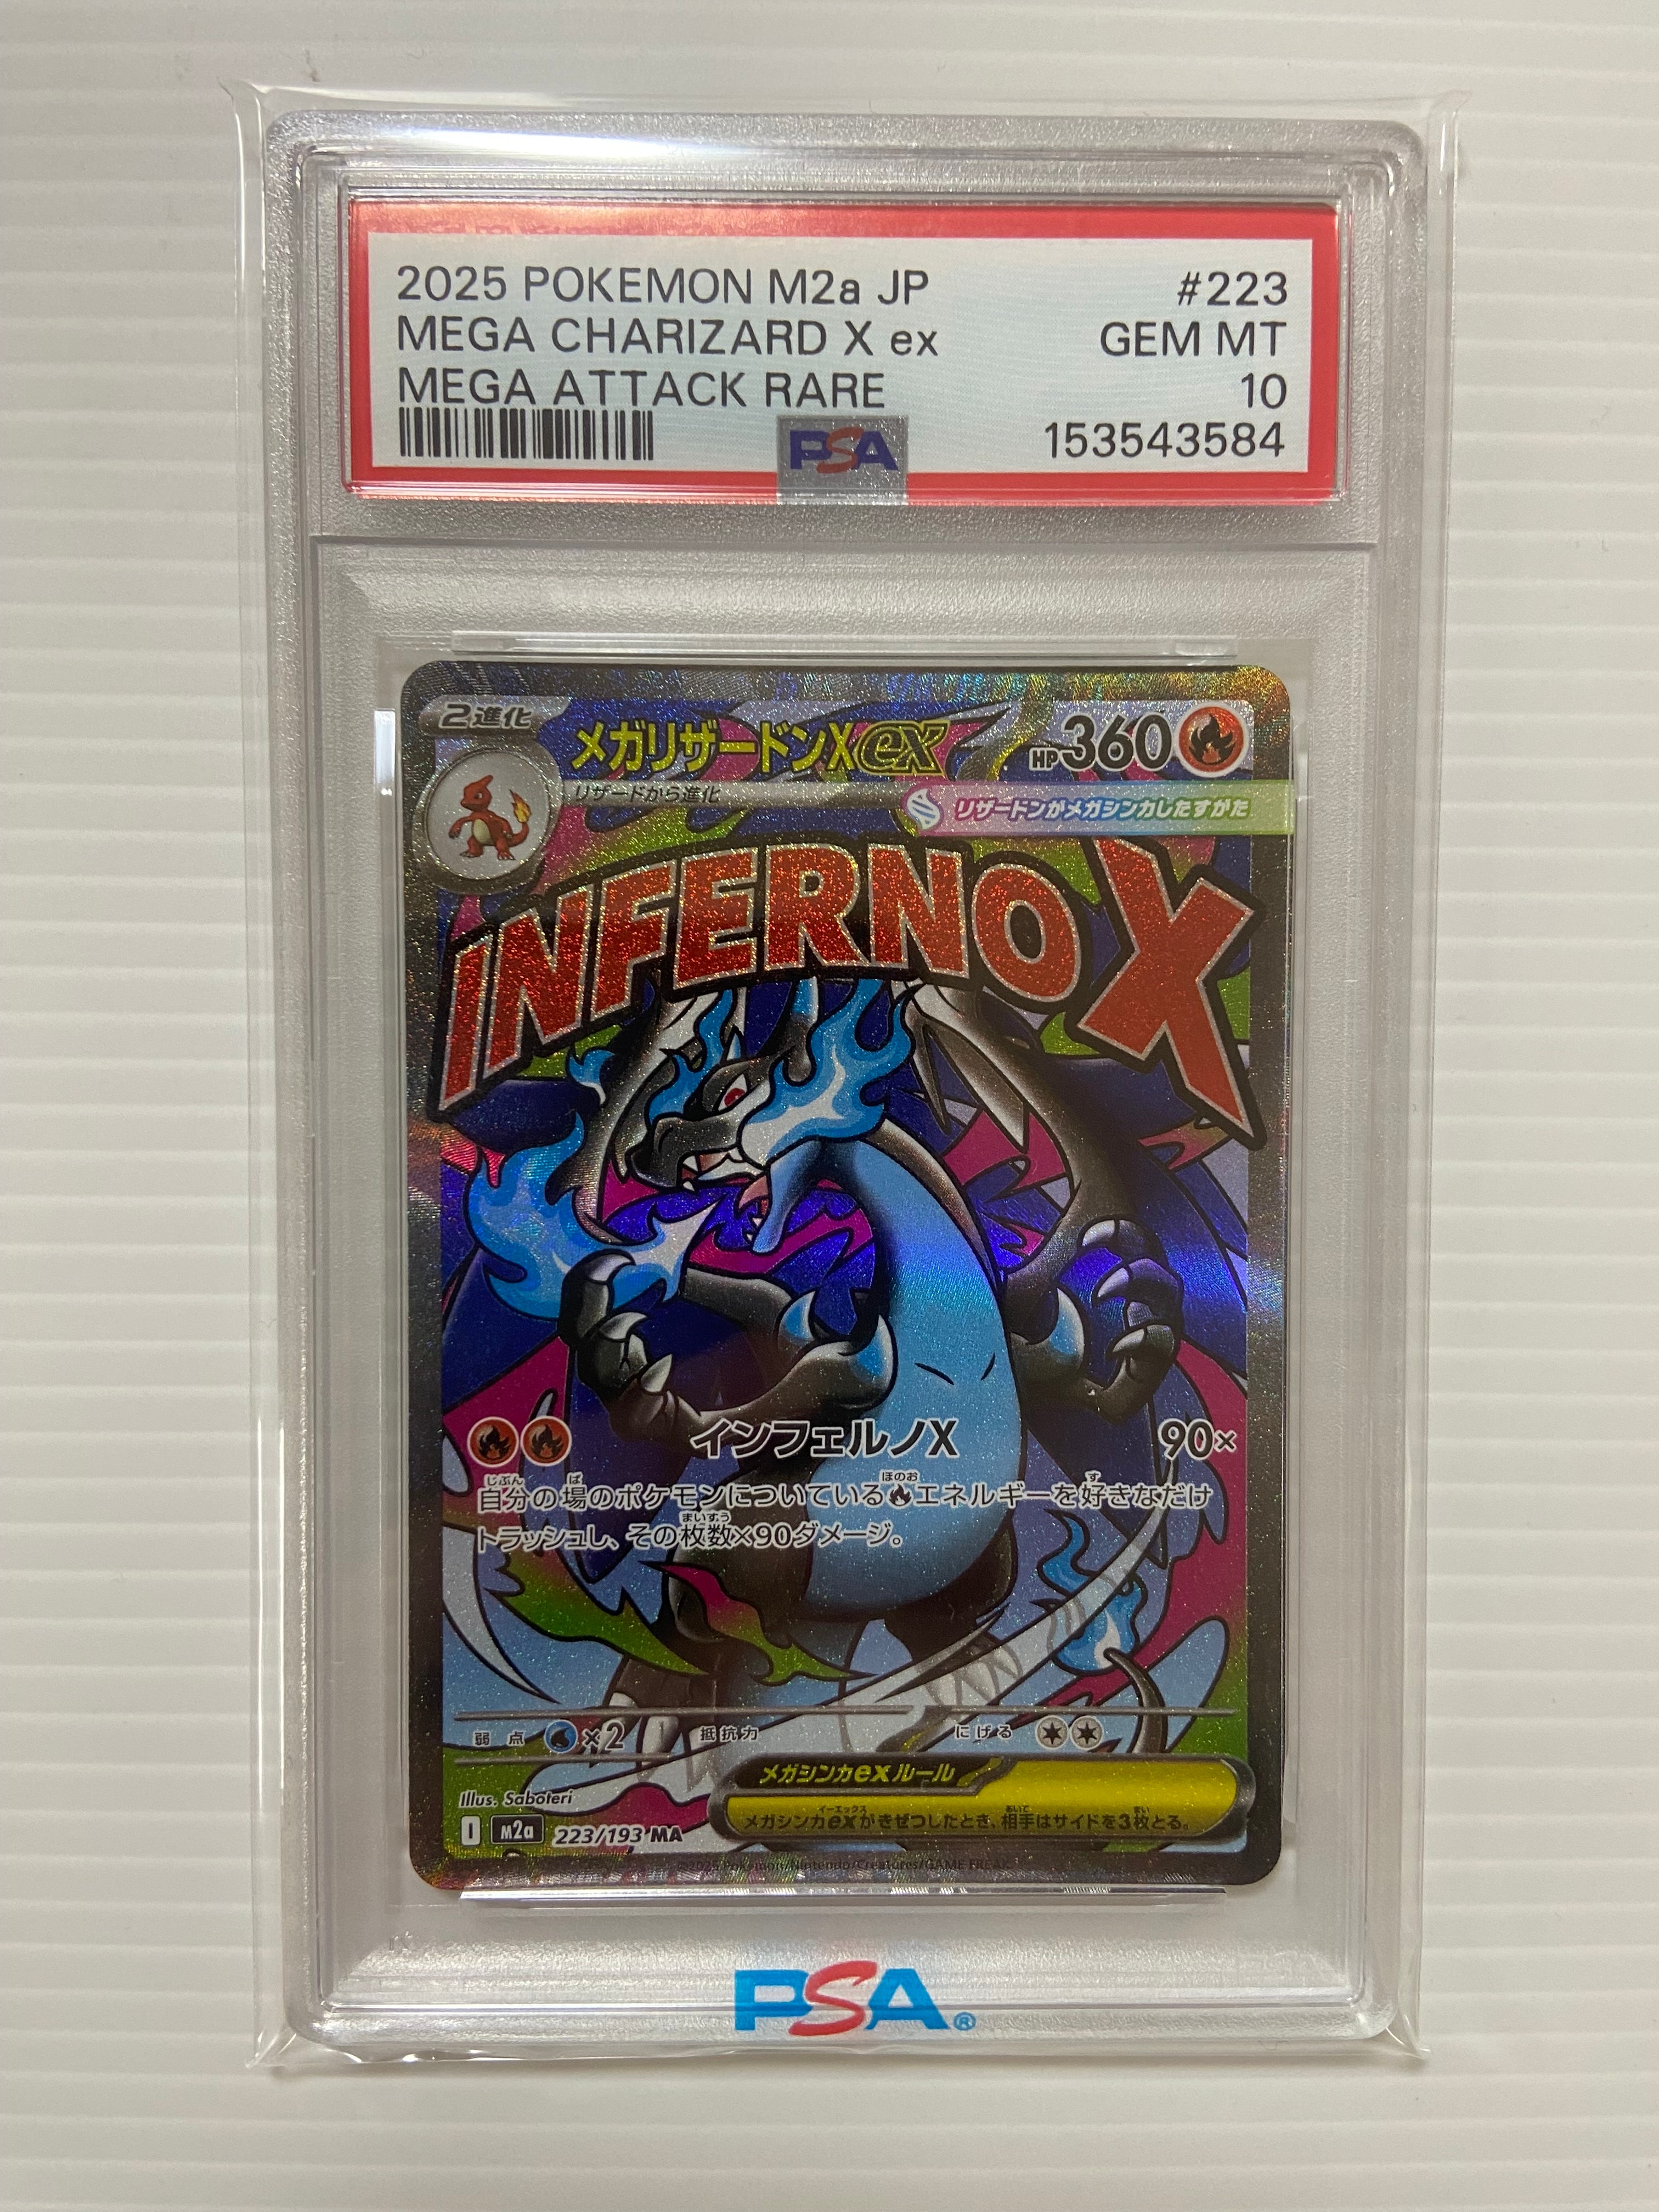 2025 POKEMON M2a JP #223
MEGA CHARIZARD X ex GEM MT
MEGA ATTACK RARE 10
PSA 153543584
2進化
メガリザードンXex HP360
リザードから進化
リザードンがメガシンカしたすがた
INFERNO X
インフェルノX 90×
自分の場のポケモンについているエネルギーを好きなだけ
トラッシュし、その枚数×90ダメージ。
弱点 ×2 抵抗力 にげる
メガシンカexルール
メガシンカexがきぜつしたとき、相手はサイドを3枚とる。
Illus. Saboteri
I m2a 223/193 MA
©2025 Pokémon/Nintendo/Creatures/GAME FREAK
PSA®